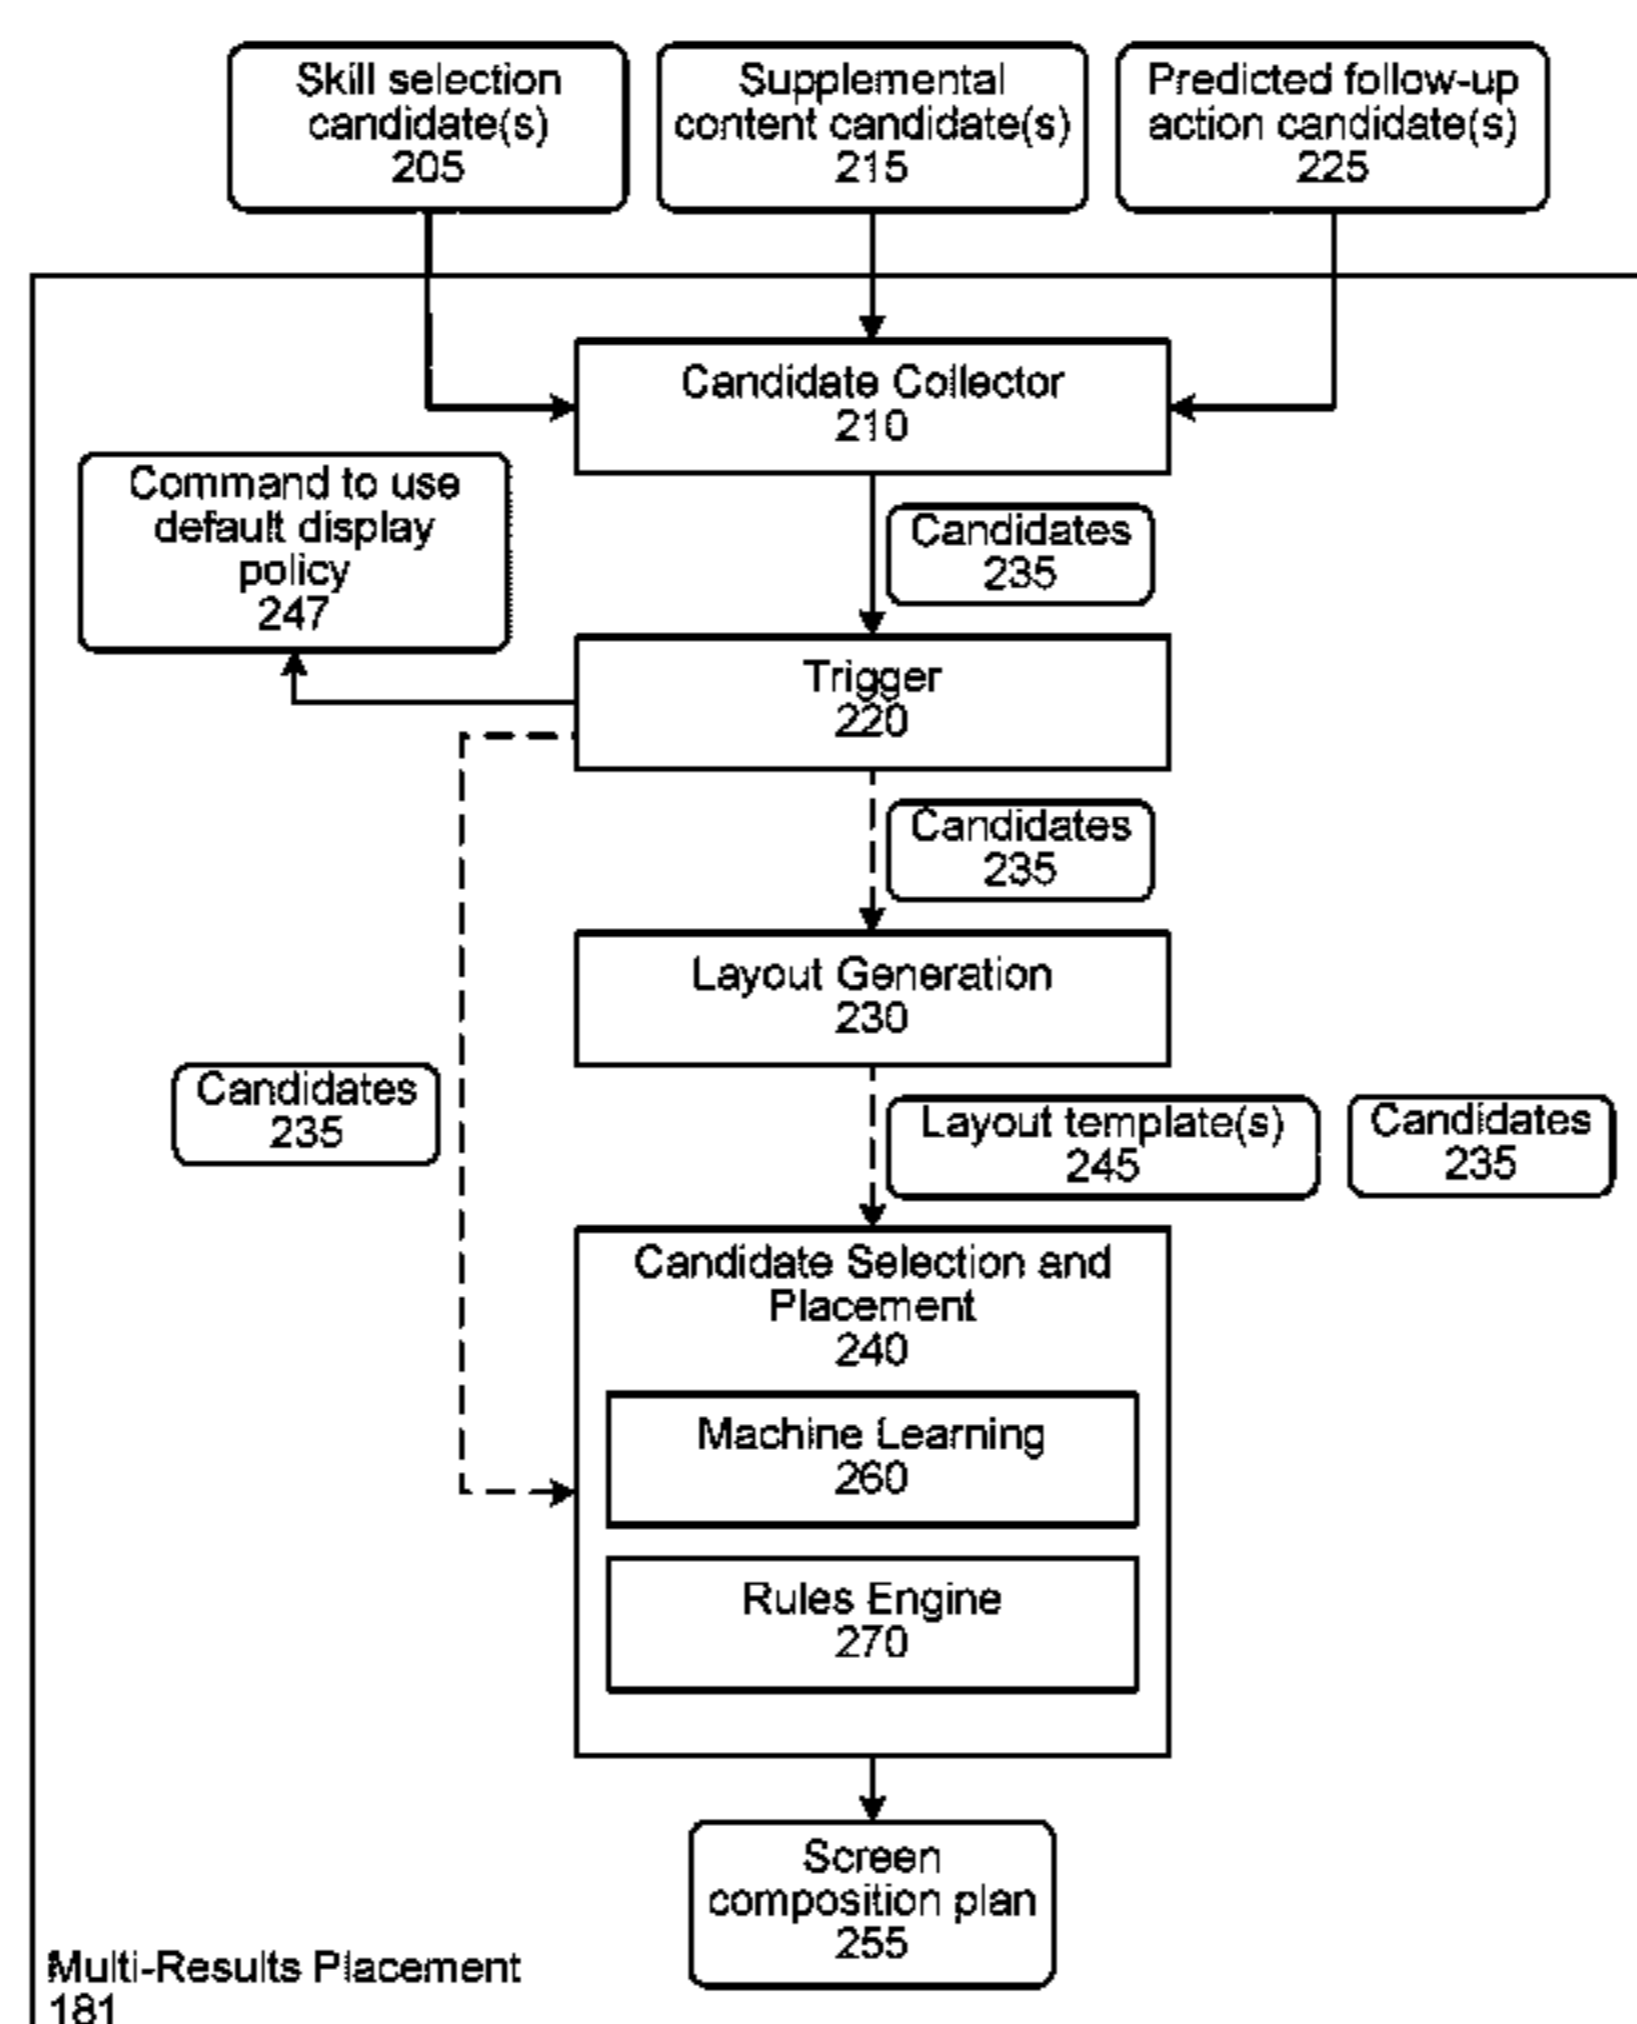 Skill selection
candidate(s)
205
Supplemental
content candidate(s)
215
Predicted follow-up
action candidate(s)
225
Candidate Collector
210
Command to use
default display
policy
247
Candidates
235
Trigger
220
Candidates
235
Layout Generation
230
Candidates
235
Layout template(s)
245
Candidates
235
Candidate Selection and
Placement
240
Machine Learning
260
Rules Engine
270
Screen
composition plan
255
Multi-Results Placement
181